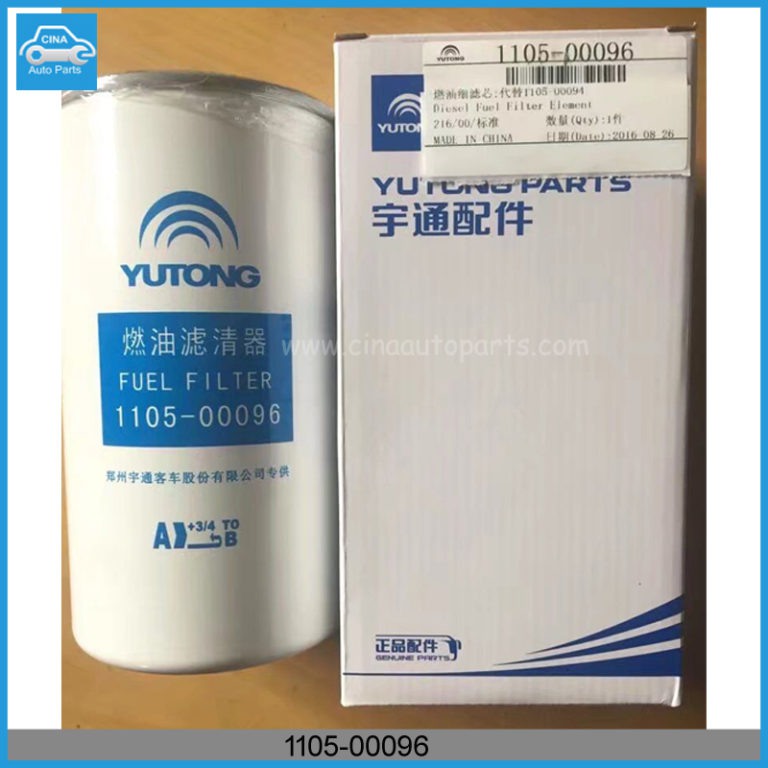 CINA
Auto Parts
YUTONG
1105-00096
燃油细滤芯:代替1105-00094
Diesel Fuel Filter Element
216/00/标准 数量(Qty):1件
MADE IN CHINA 日期(Date):2016 08 26
YUTONG
YUTONG PARTS
宇通配件
YUTONG
燃油滤清器
FUEL FILTER
1105-00096
郑州宇通客车股份有限公司专供
A +3/4 TO B
www.cinaautoparts.com
正品配件
GENUINE PARTS
1105-00096